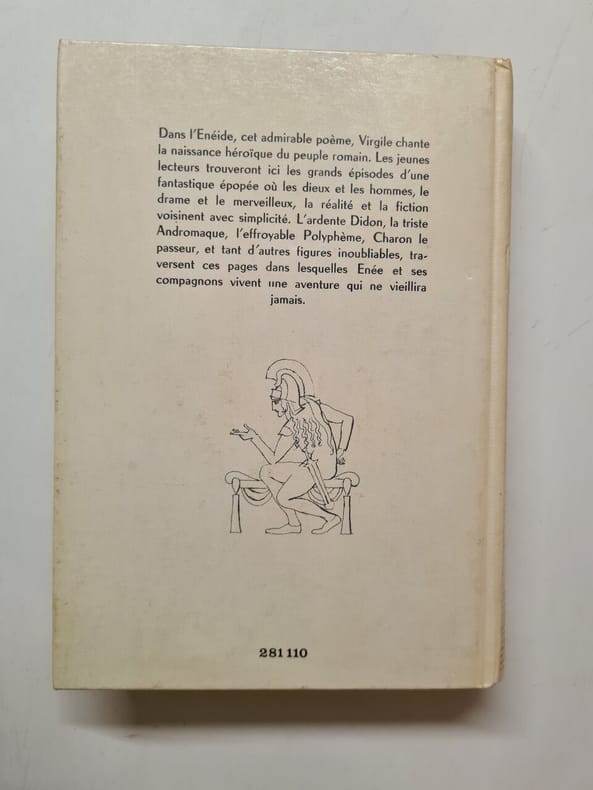 Dans l'Enéide, cet admirable poème, Virgile chante
la naissance héroïque du peuple romain. Les jeunes
lecteurs trouveront ici les grands épisodes d'une
fantastique épopée où les dieux et les hommes, le
drame et le merveilleux, la réalité et la fiction
voisinent avec simplicité. L'ardente Didon, la triste
Andromaque, l'effroyable Polyphème, Charon le
passeur, et tant d'autres figures inoubliables, tra-
versent ces pages dans lesquelles Enée et ses
compagnons vivent une aventure qui ne vieillira
jamais.
281 110